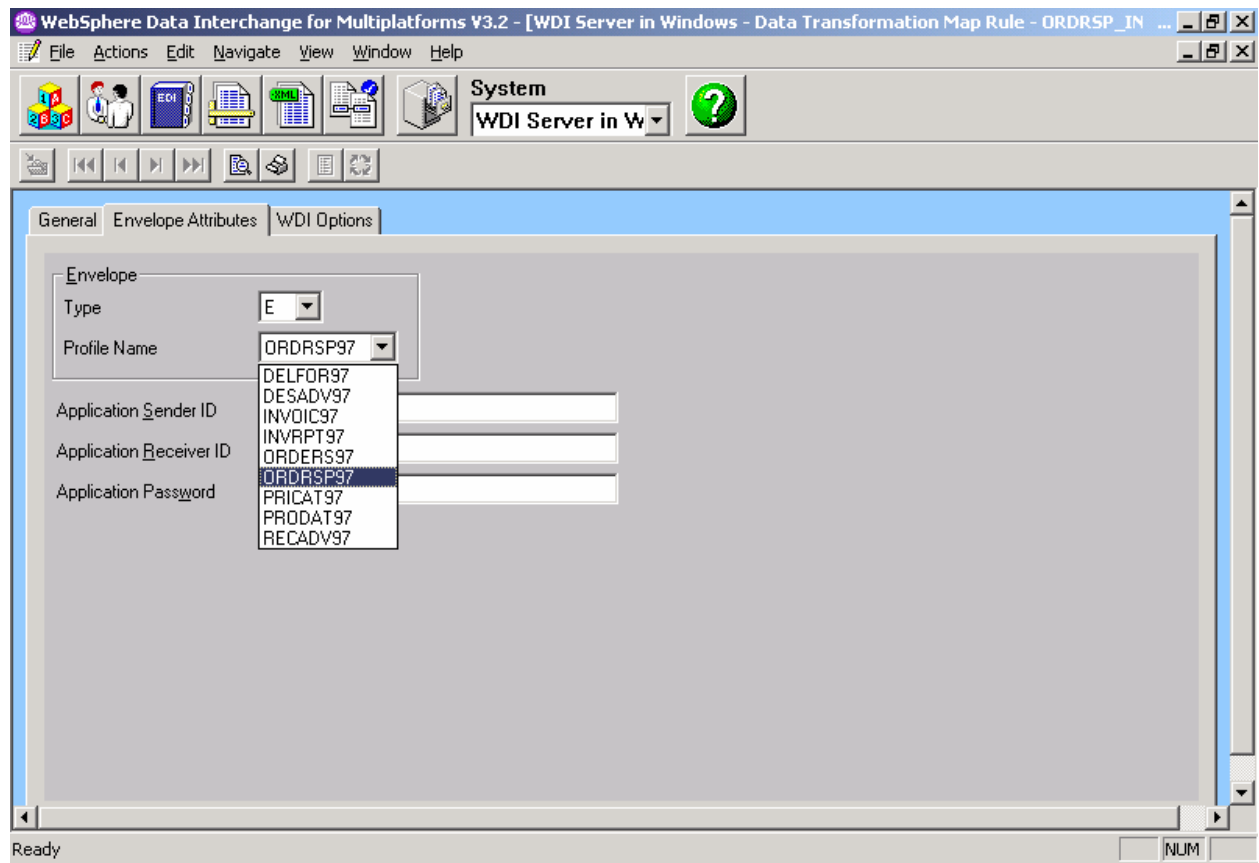 WebSphere Data Interchange for Multiplatforms V3.2 - [WDI Server in Windows - Data Transformation Map Rule - ORDRSP_IN ...
File Actions Edit Navigate View Window Help
EDI
XML
System
WDI Server in W
General Envelope Attributes WDI Options
Envelope
Type E
Profile Name ORDRSP97
DELFOR97
DESADV97
INVOIC97
INVRPT97
ORDERS97
ORDRSP97
PRICAT97
PRODAT97
RECADV97
Application Sender ID
Application Receiver ID
Application Password
Ready NUM